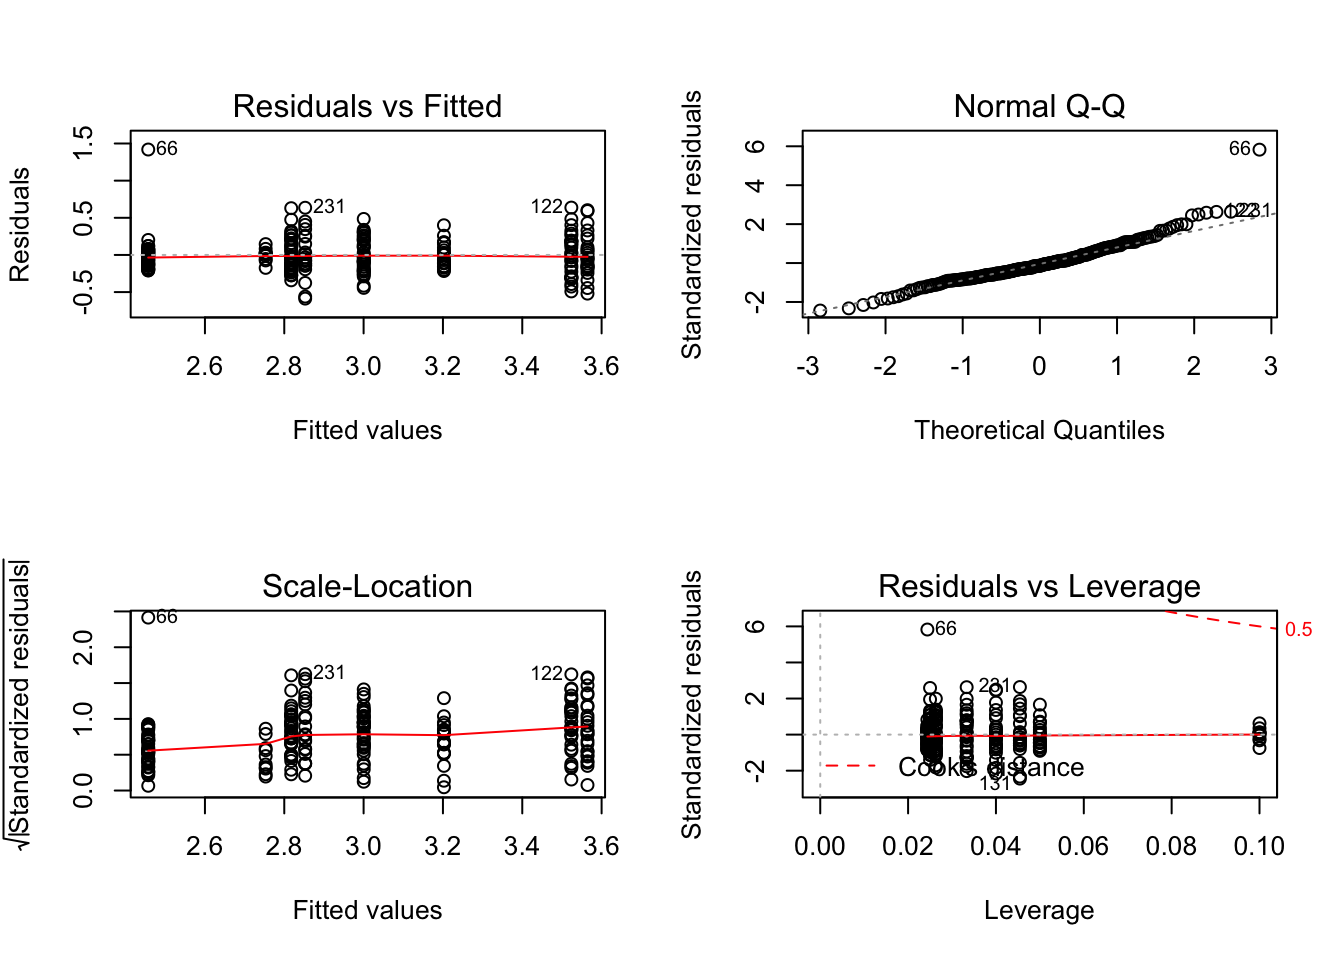 Residuals vs Fitted
Residuals
1.5
0.5
-0.5
66
231
122
2.6 2.8 3.0 3.2 3.4 3.6
Fitted values
Normal Q-Q
Standardized residuals
6
4
2
-2
66
122
231
-3 -2 -1 0 1 2 3
Theoretical Quantiles
Scale-Location
√|Standardized residuals|
2.0
1.0
0.0
66
231
122
2.6 2.8 3.0 3.2 3.4 3.6
Fitted values
Residuals vs Leverage
Standardized residuals
6
2
-2
66
231
131
0.5
Cook's distance
0.00 0.02 0.04 0.06 0.08 0.10
Leverage